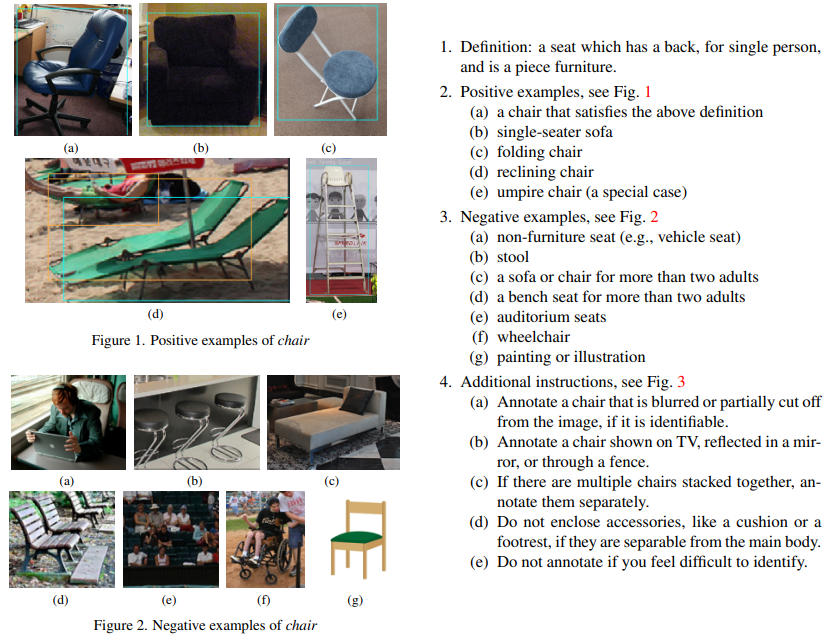 (a)
(b)
(c)
(d)
(e)
Figure 1. Positive examples of chair
(a)
(b)
(c)
(d)
(e)
(f)
(g)
Figure 2. Negative examples of chair
1. Definition: a seat which has a back, for single person,
and is a piece furniture.
2. Positive examples, see Fig. 1
(a) a chair that satisfies the above definition
(b) single-seater sofa
(c) folding chair
(d) reclining chair
(e) umpire chair (a special case)
3. Negative examples, see Fig. 2
(a) non-furniture seat (e.g., vehicle seat)
(b) stool
(c) a sofa or chair for more than two adults
(d) a bench seat for more than two adults
(e) auditorium seats
(f) wheelchair
(g) painting or illustration
4. Additional instructions, see Fig. 3
(a) Annotate a chair that is blurred or partially cut off
from the image, if it is identifiable.
(b) Annotate a chair shown on TV, reflected in a mir-
ror, or through a fence.
(c) If there are multiple chairs stacked together, an-
notate them separately.
(d) Do not enclose accessories, like a cushion or a
footrest, if they are separable from the main body.
(e) Do not annotate if you feel difficult to identify.